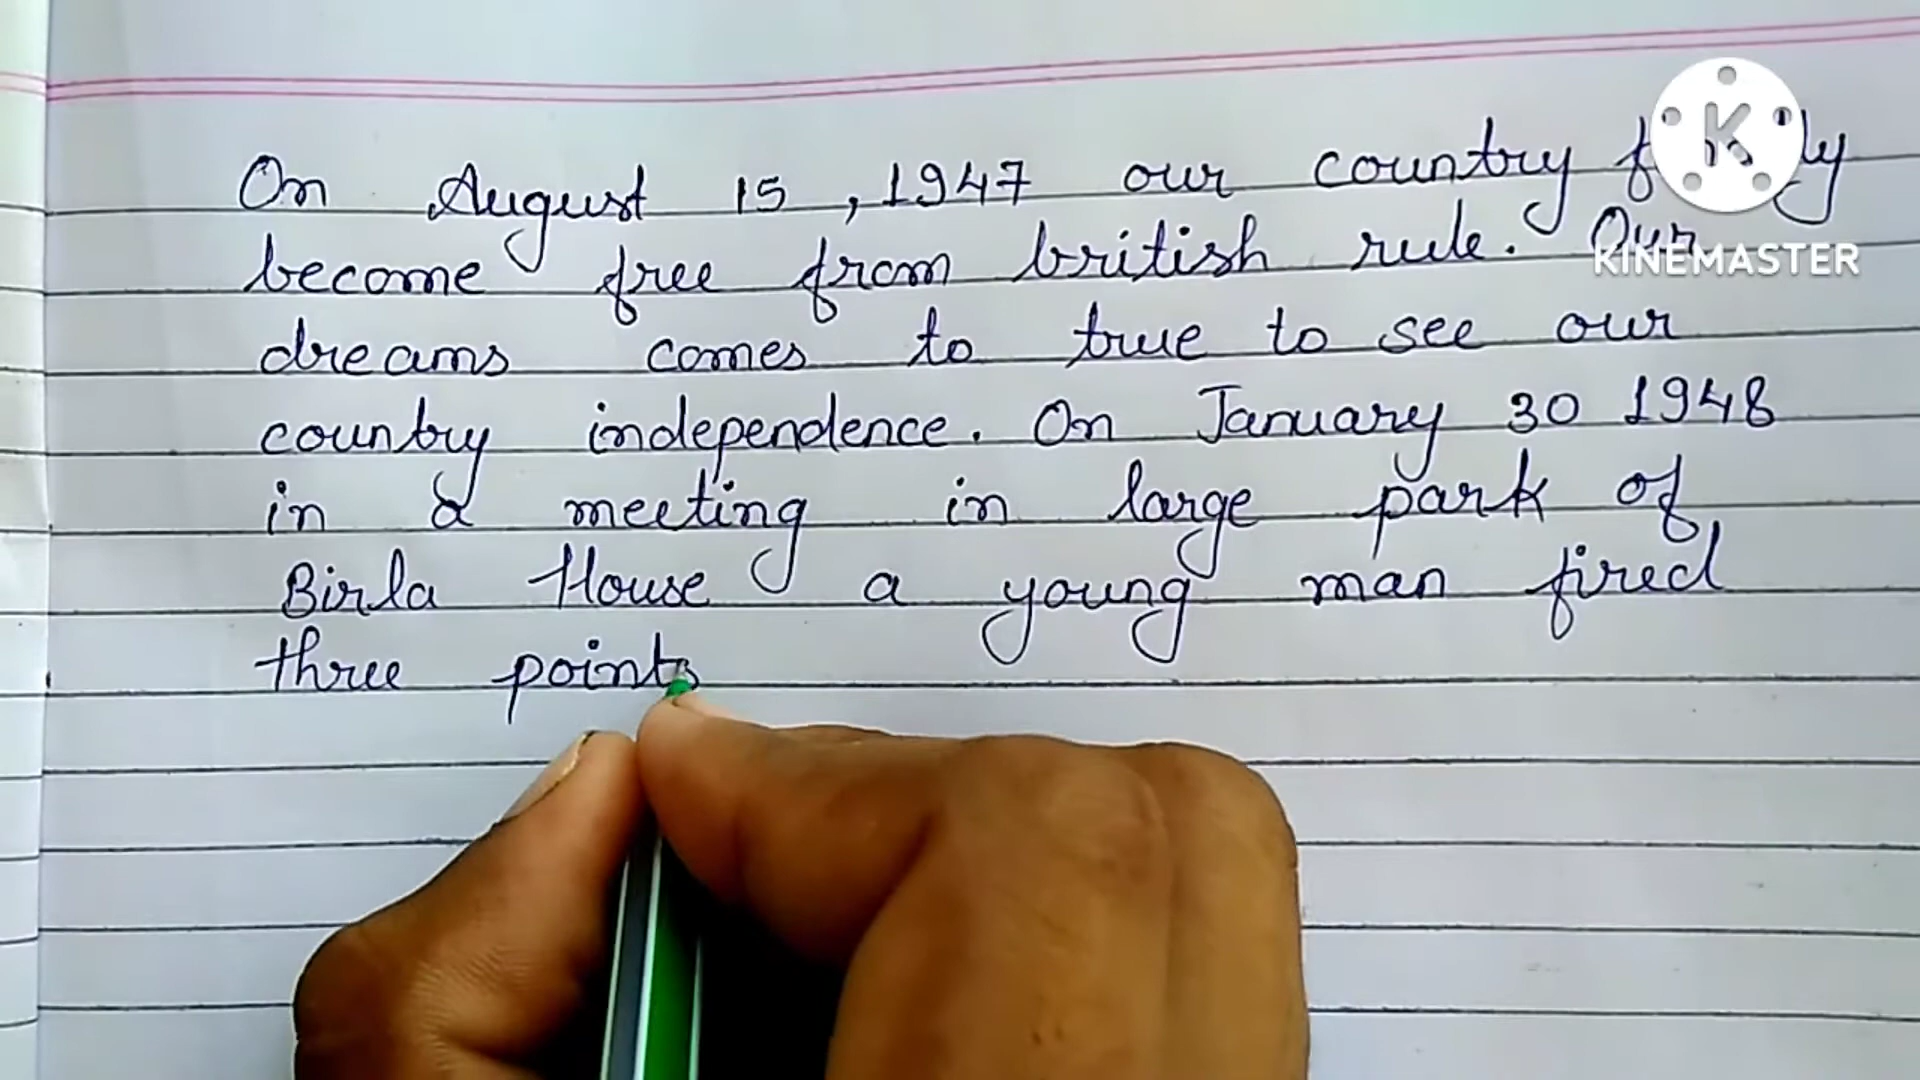 On August 15, 1947 our country
become free from british rule. Our
dreams comes to true to see our
country independence. On January 30 1948
in a meeting in large park of
Birla House a young man fired
three points
K
KINEMASTER